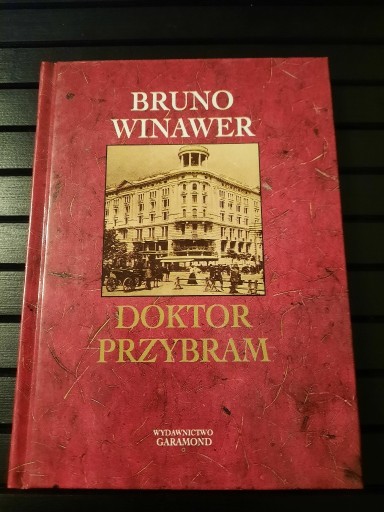 BRUNO
WINAWER
DOKTOR
PRZYBRAM
WYDAWNICTWO
GARAMOND